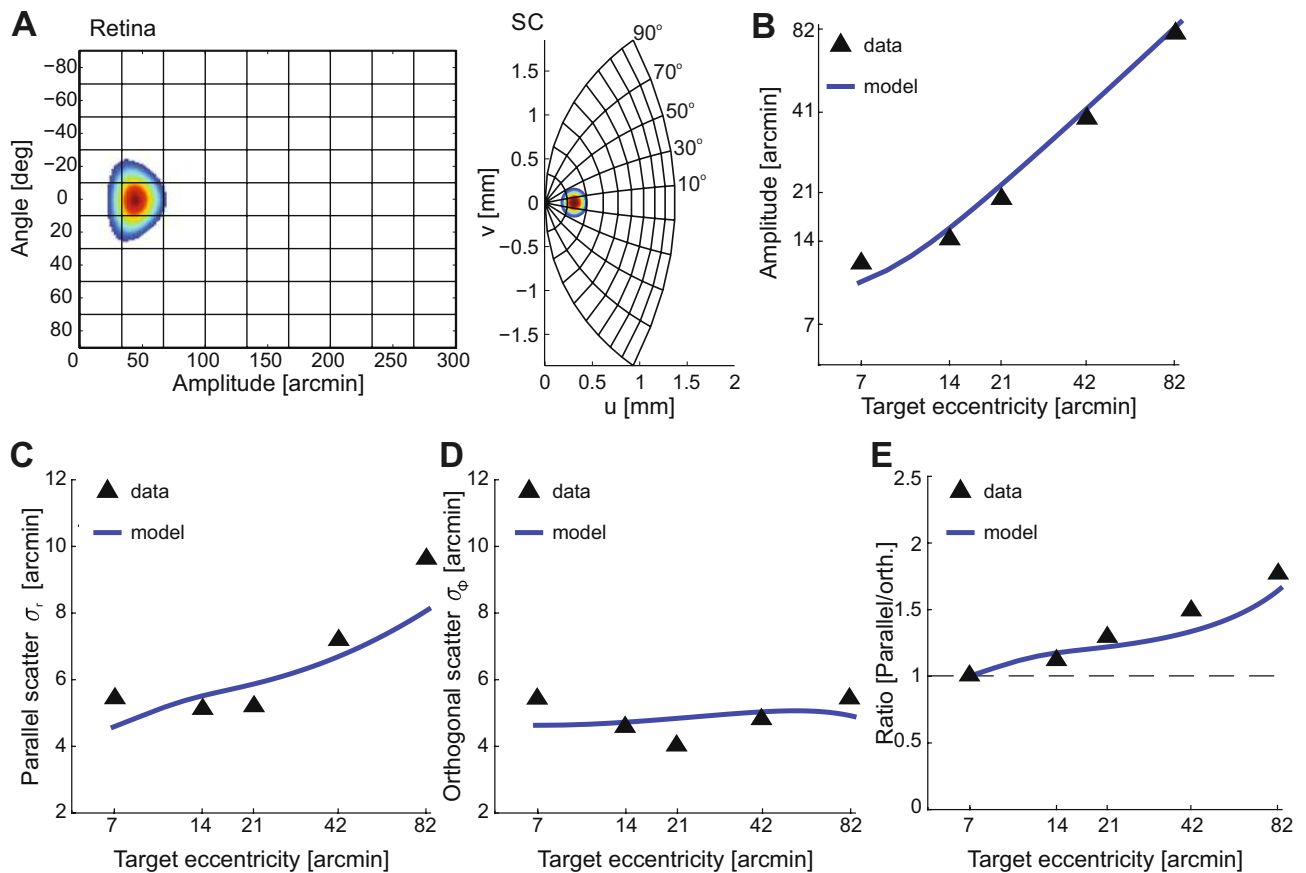 A
Retina
−80
−60
−40
−20
0
20
40
60
80
Angle [deg]
0
50
100
150
200
250
300
Amplitude [arcmin]
SC
90°
70°
50°
30°
10°
1.5
1
0.5
0
−0.5
−1
−1.5
v [mm]
0
0.5
1
1.5
2
u [mm]
B
data
model
82
41
21
14
7
Amplitude [arcmin]
7
14
21
42
82
Target eccentricity [arcmin]
C
data
model
12
10
8
6
4
2
Parallel scatter σr [arcmin]
7
14
21
42
82
Target eccentricity [arcmin]
D
data
model
12
10
8
6
4
2
Orthogonal scatter σΦ [arcmin]
7
14
21
42
82
Target eccentricity [arcmin]
E
data
model
2.5
2
1.5
1
0.5
0
Ratio [Parallel/orth.]
7
14
21
42
82
Target eccentricity [arcmin]